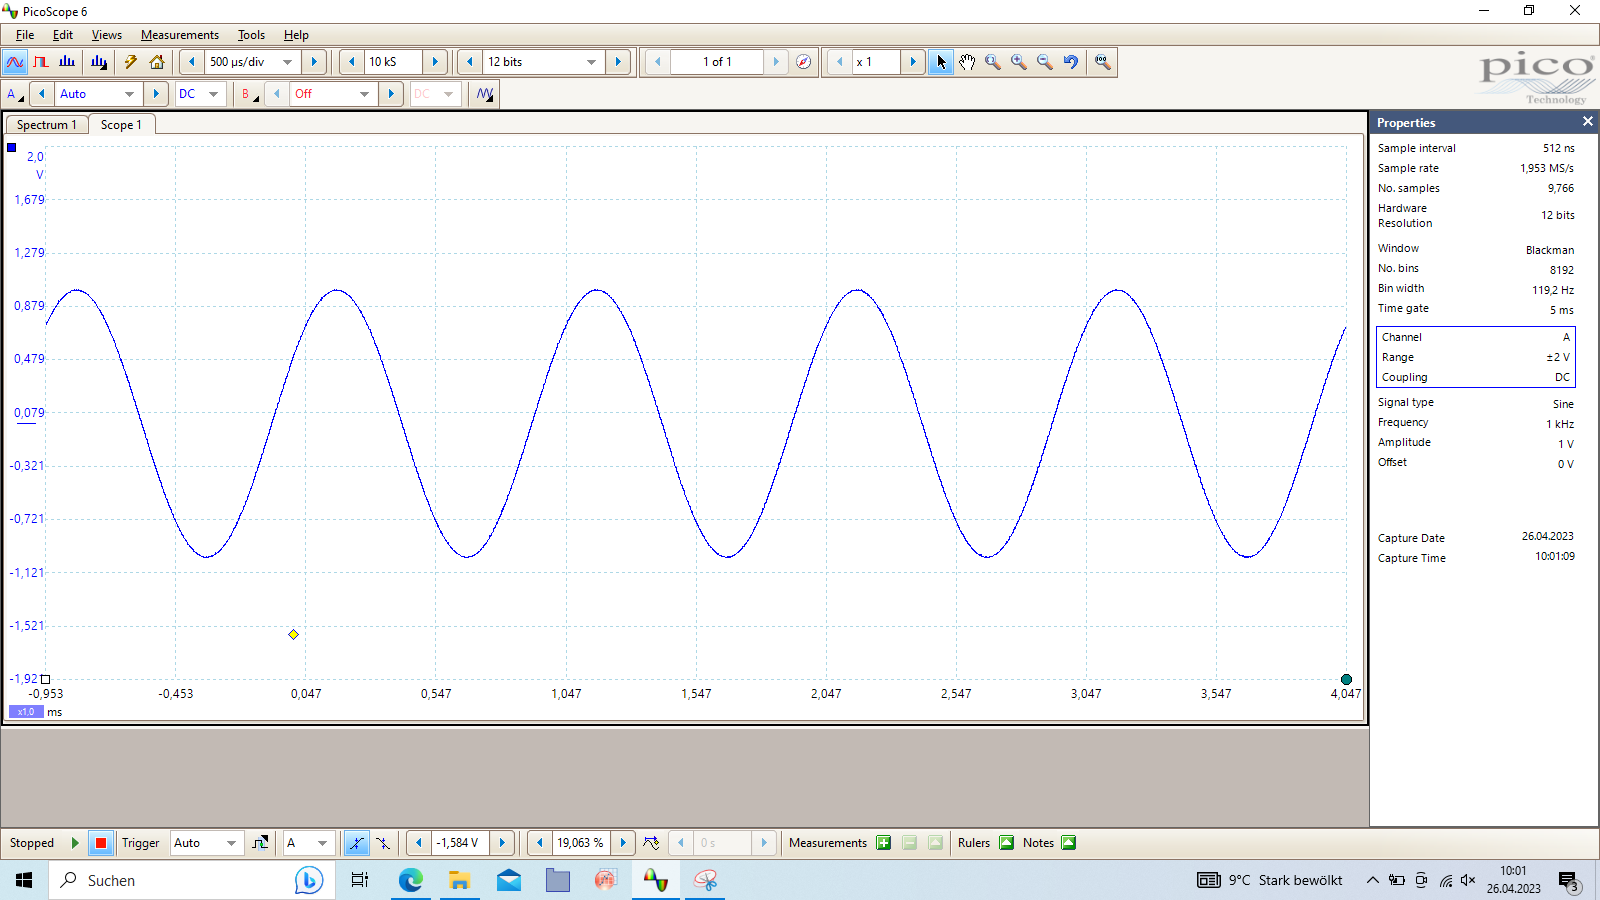 PicoScope 6
File Edit Views Measurements Tools Help
500 µs/div 10 kS 12 bits 1 of 1 x 1
pico
Technology
A Auto DC B Off DC
Spectrum 1 Scope 1
2,0
V
1,679
1,279
0,879
0,479
0,079
-0,321
-0,721
-1,121
-1,521
-1,921
-0,953 -0,453 0,047 0,547 1,047 1,547 2,047 2,547 3,047 3,547 4,047
x1,0 ms
Properties
Sample interval 512 ns
Sample rate 1,953 MS/s
No. samples 9,766
Hardware
Resolution 12 bits
Window Blackman
No. bins 8192
Bin width 119,2 Hz
Time gate 5 ms
Channel A
Range ±2 V
Coupling DC
Signal type Sine
Frequency 1 kHz
Amplitude 1 V
Offset 0 V
Capture Date 26.04.2023
Capture Time 10:01:09
Stopped Trigger Auto A -1,584 V 19,063 % 0 s Measurements Rulers Notes
Suchen 9°C Stark bewölkt 10:01
26.04.2023
3